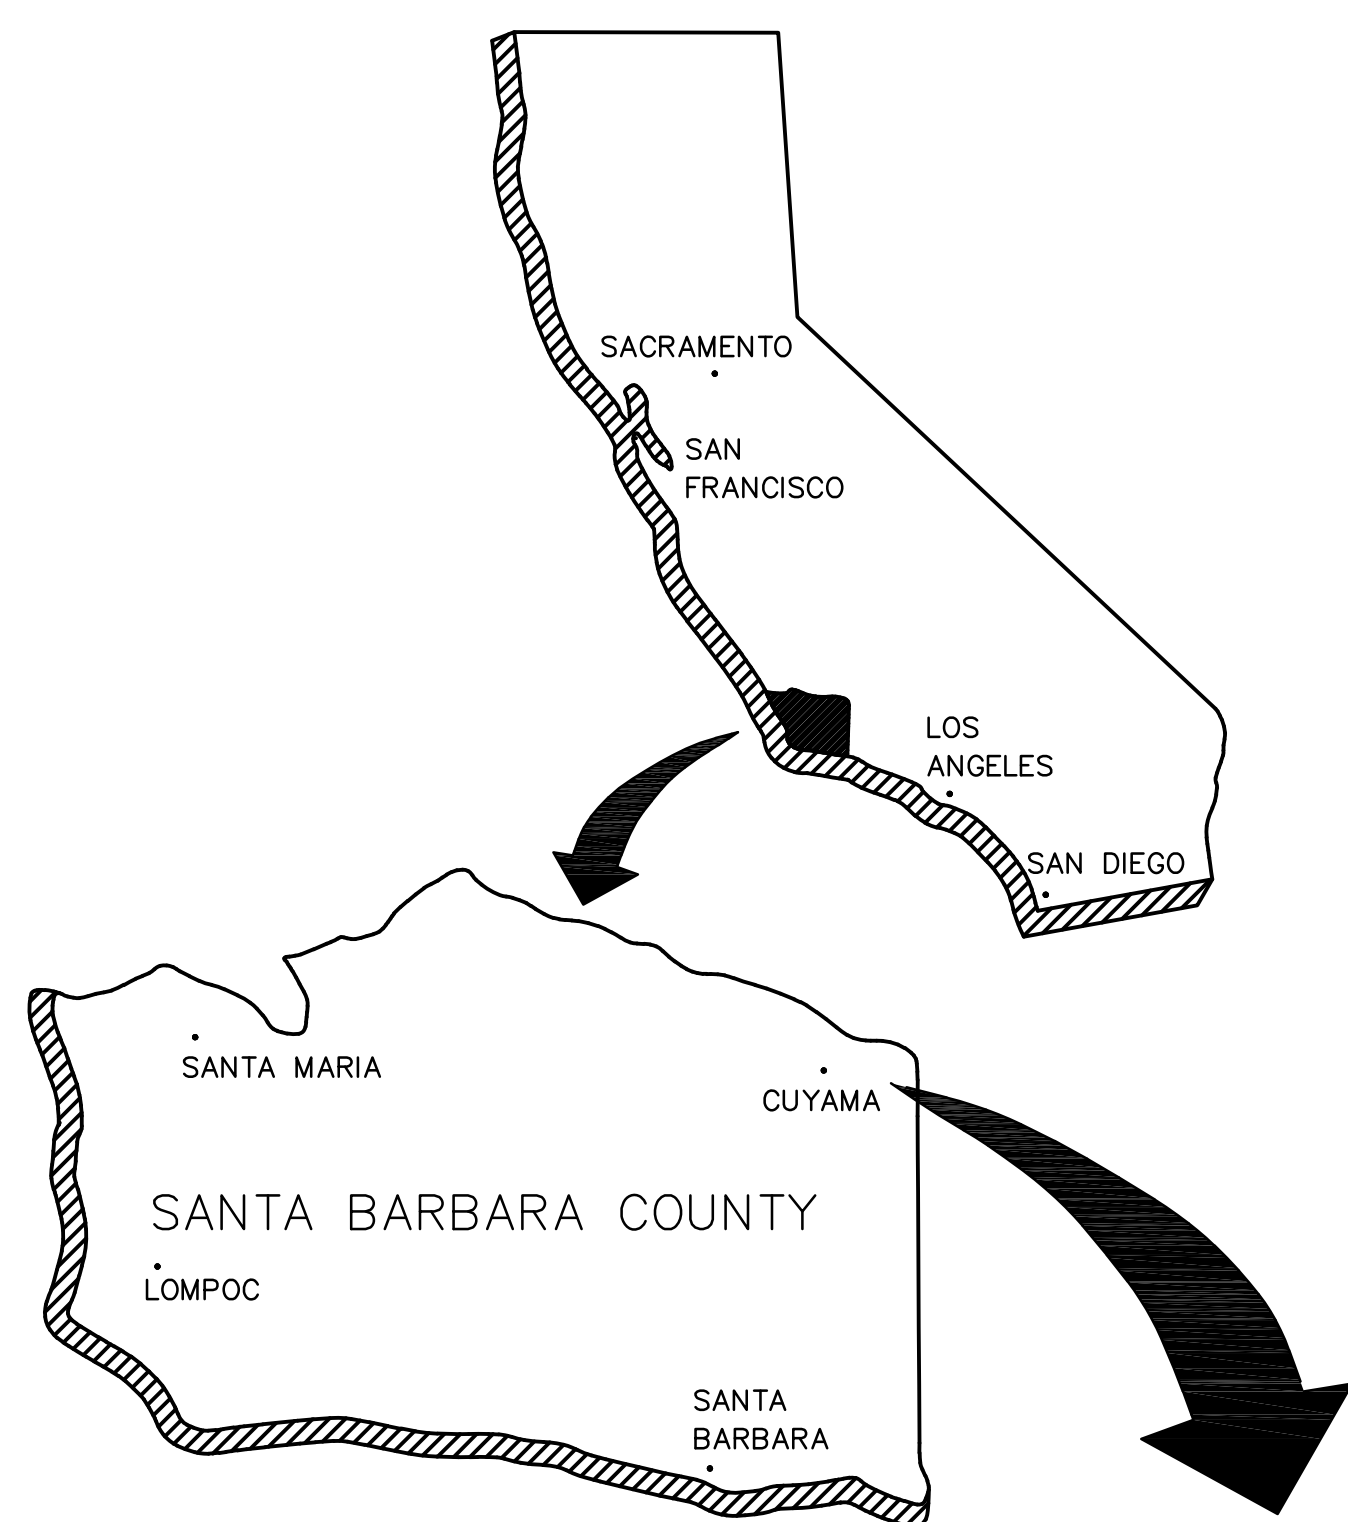 SACRAMENTO
SAN
FRANCISCO
LOS
ANGELES
SAN DIEGO
SANTA MARIA
CUYAMA
SANTA BARBARA COUNTY
LOMPOC
SANTA
BARBARA